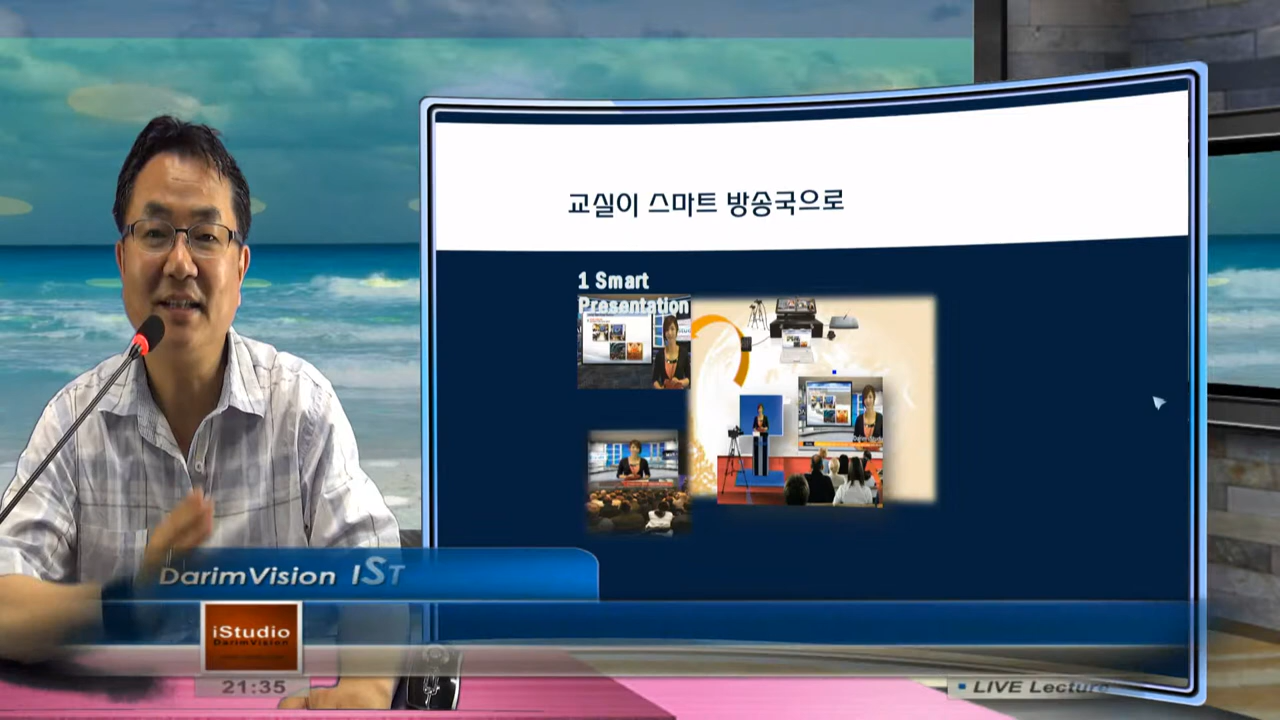 교실이 스마트 방송국으로
1 Smart
Presentation
DarimVision IST
iStudio
DarimVision
21:35
LIVE Lecture